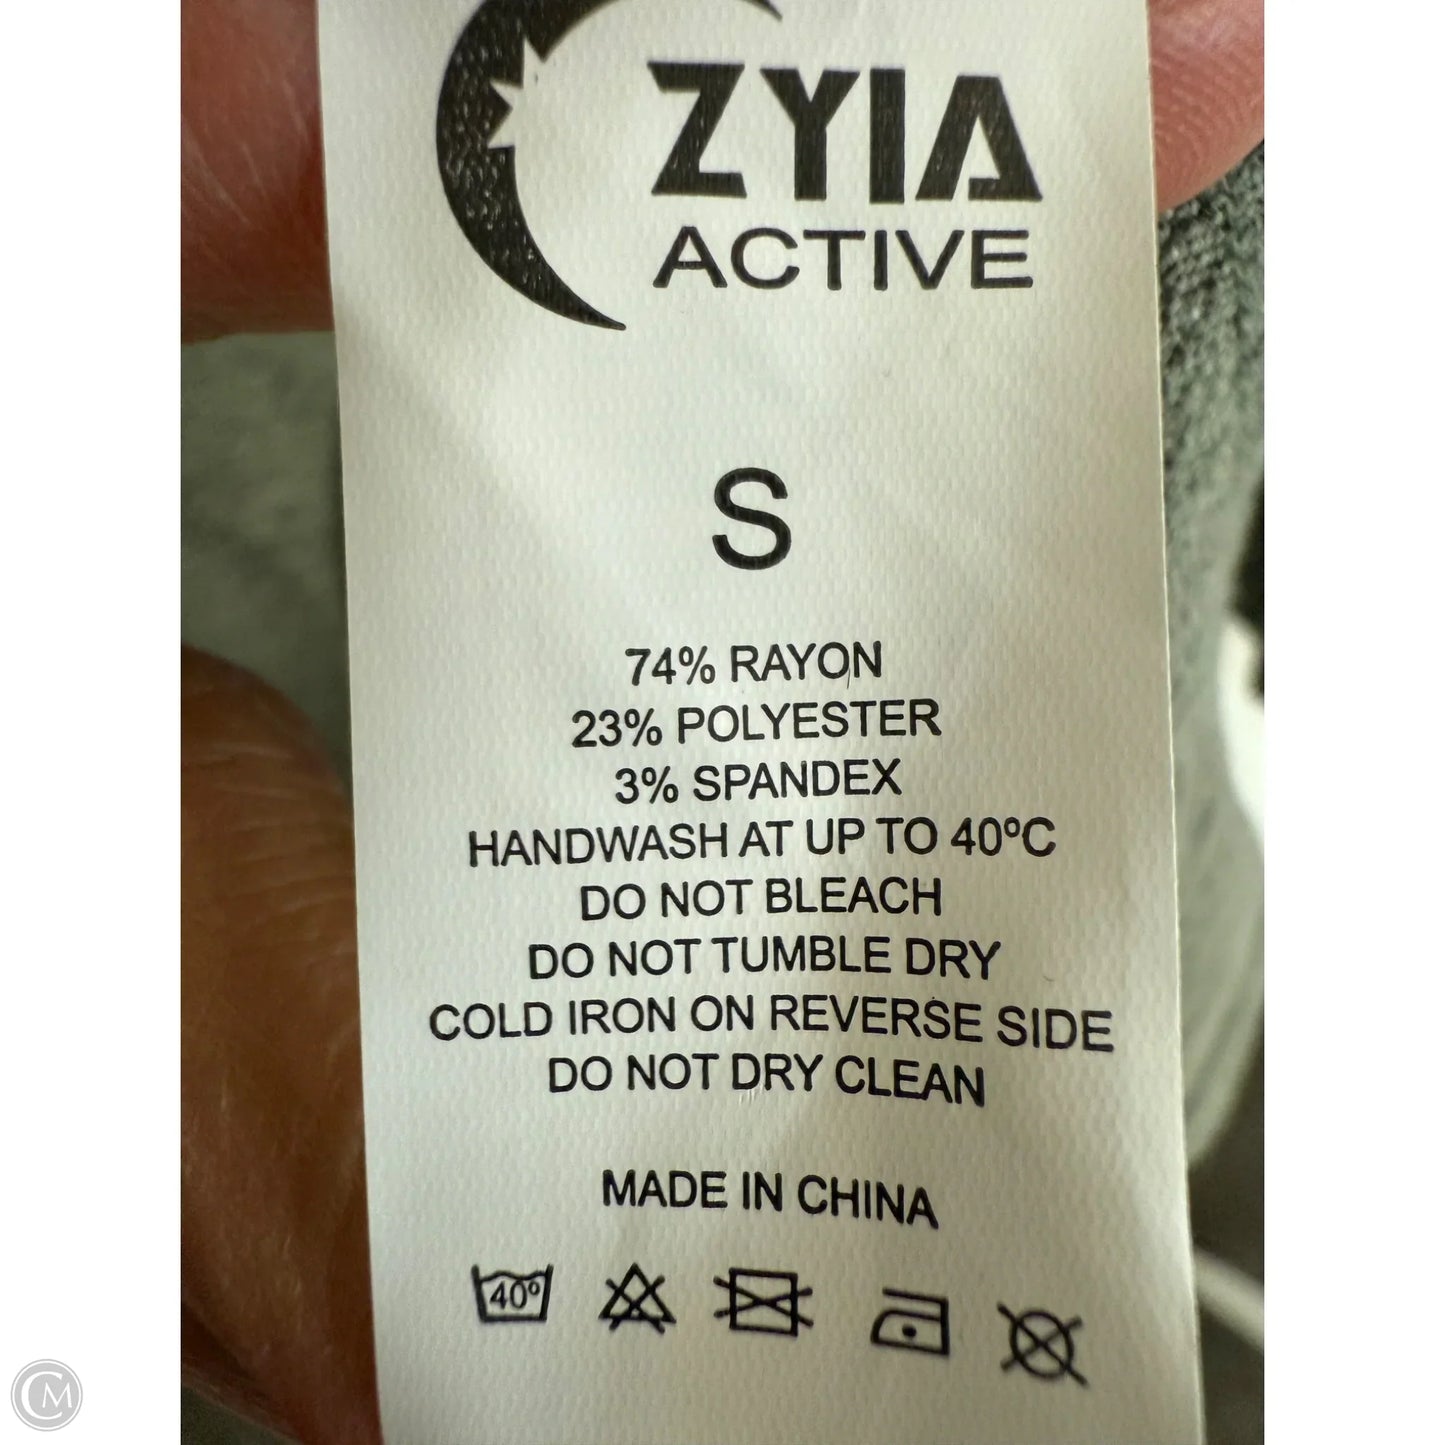 ZYIA
ACTIVE
S
74% RAYON
23% POLYESTER
3% SPANDEX
HANDWASH AT UP TO 40ºC
DO NOT BLEACH
DO NOT TUMBLE DRY
COLD IRON ON REVERSE SIDE
DO NOT DRY CLEAN
MADE IN CHINA
40º
CM